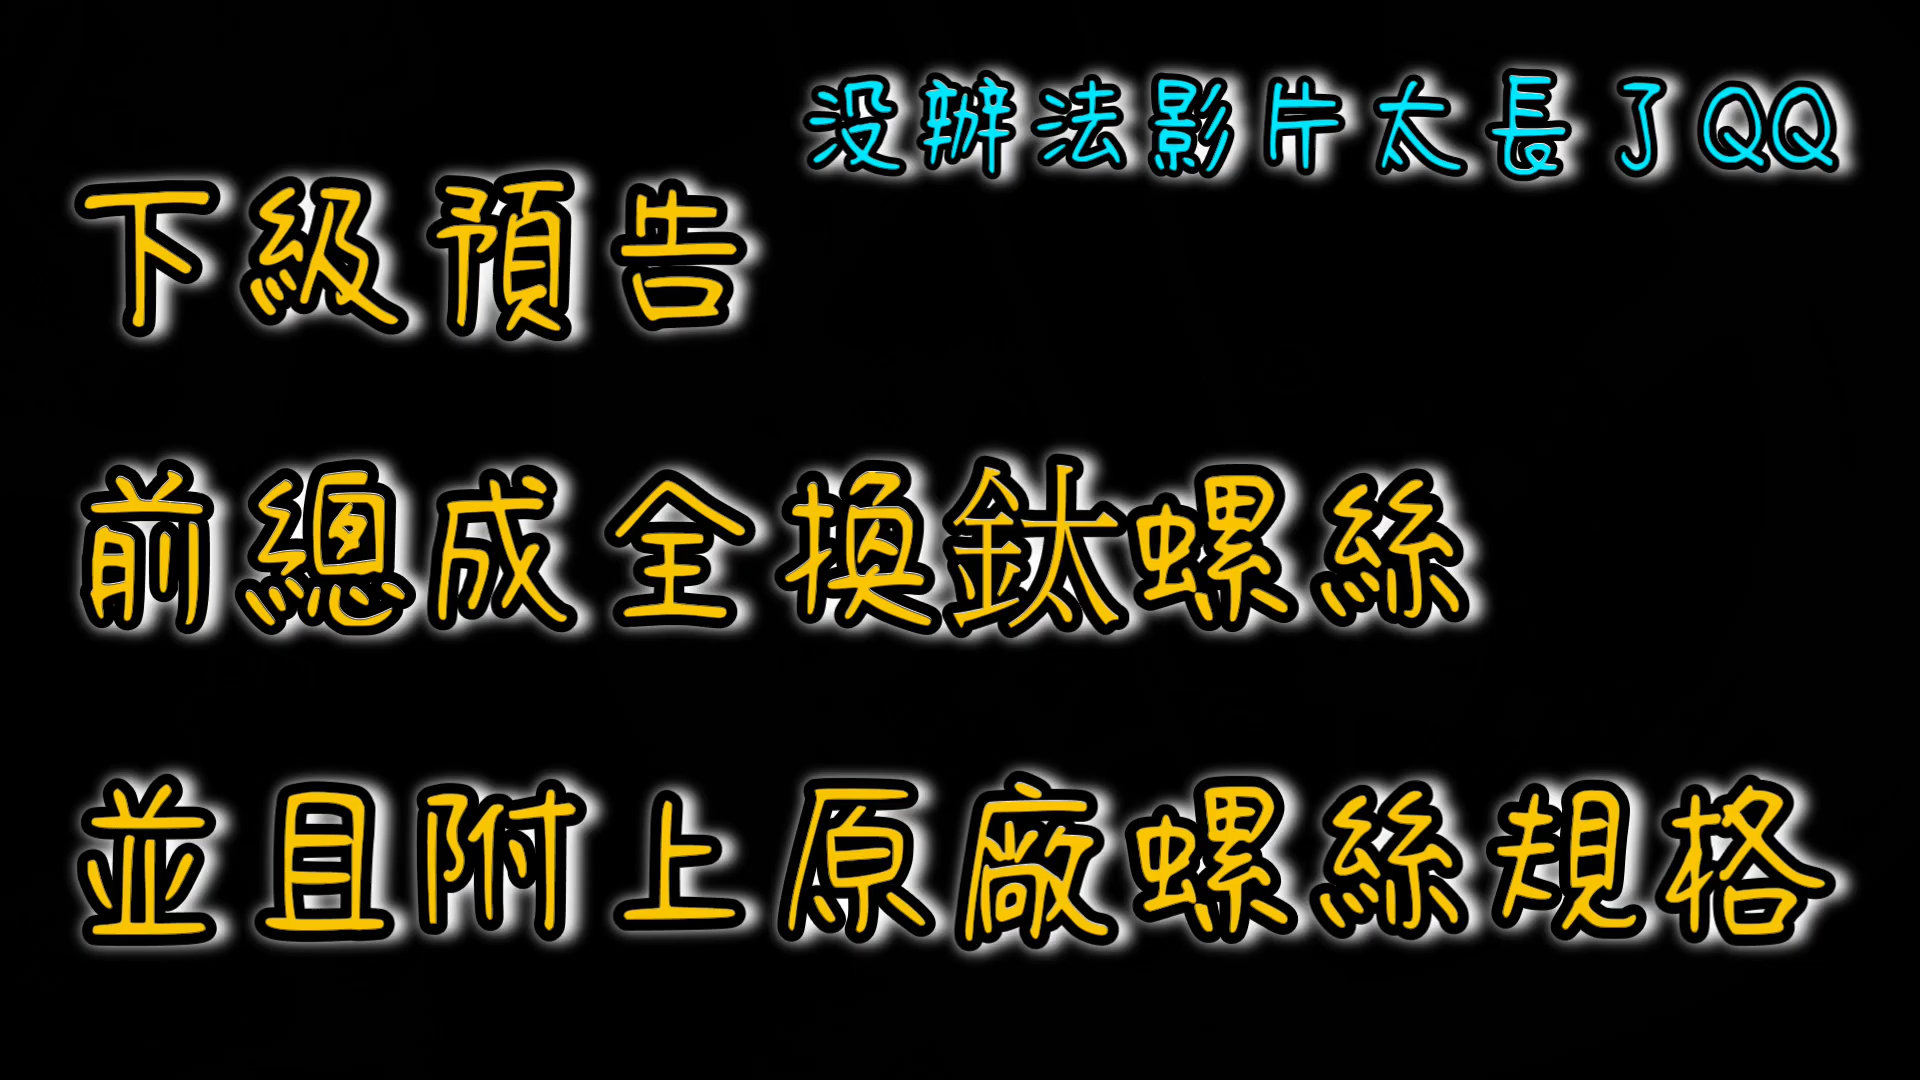 没辦法影片太長了QQ
下級預告
前總成全換鈦螺絲
並且附上原廠螺絲規格